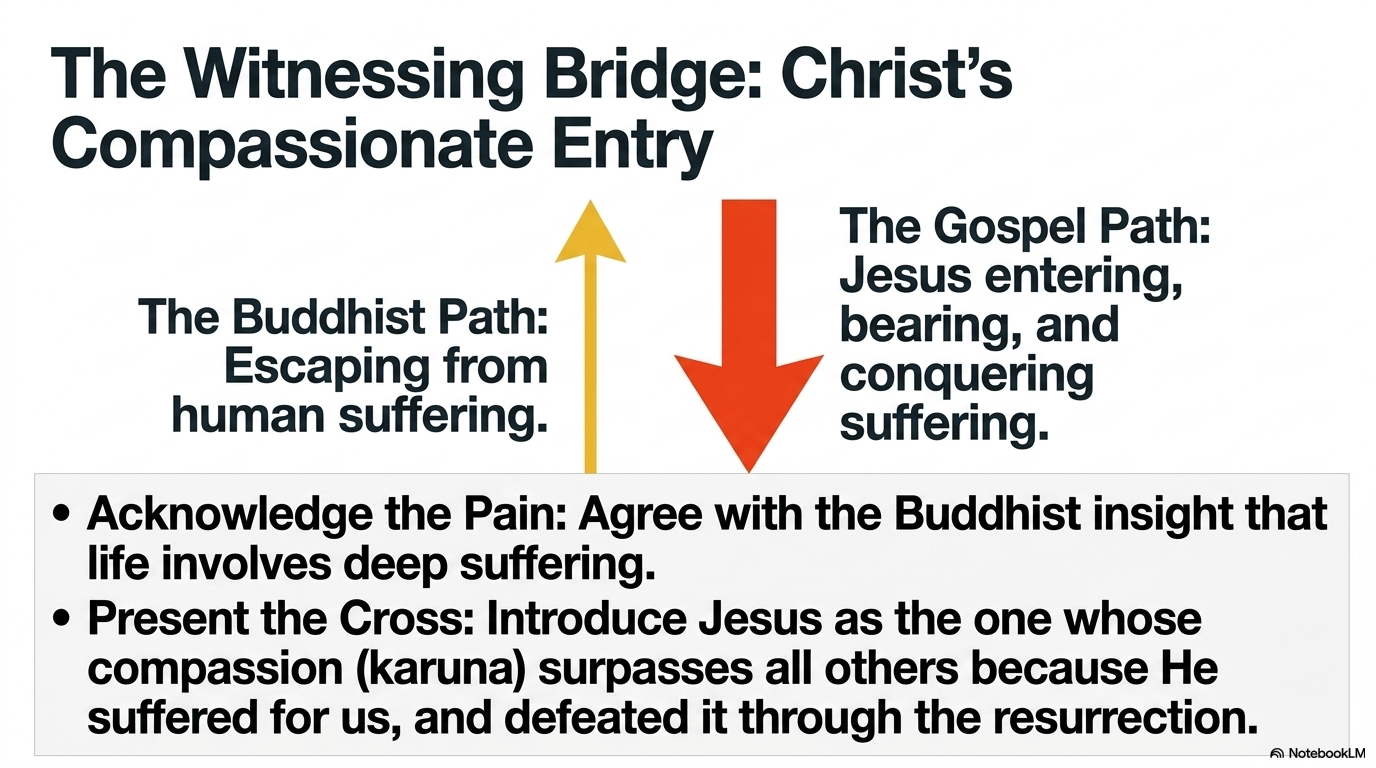 The Witnessing Bridge: Christ’s
Compassionate Entry
The Buddhist Path:
Escaping from
human suffering.
The Gospel Path:
Jesus entering,
bearing, and
conquering
suffering.
• Acknowledge the Pain: Agree with the Buddhist insight that
life involves deep suffering.
• Present the Cross: Introduce Jesus as the one whose
compassion (karuna) surpasses all others because He
suffered for us, and defeated it through the resurrection.
NotebookLM